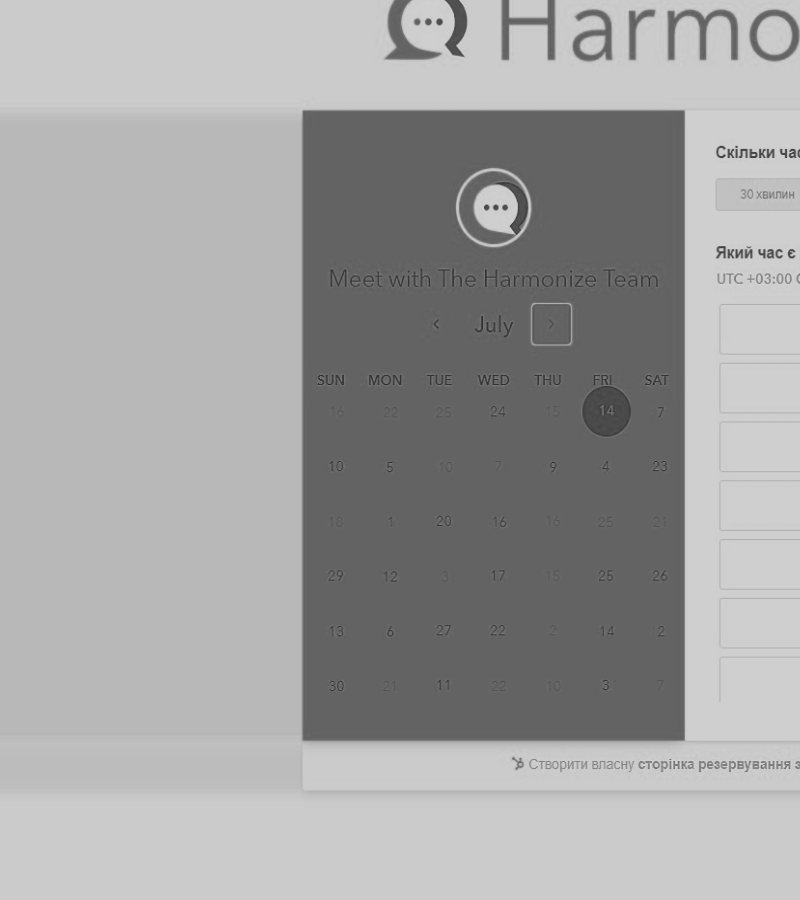 Harmo
Meet with The Harmonize Team
July
SUN MON TUE WED THU FRI SAT
16 22 25 24 15 14 7
10 5 10 7 9 4 23
18 1 20 16 16 25 21
29 12 3 17 15 25 26
13 6 27 22 2 14 2
30 21 11 22 10 3 7
Скільки час
30 хвилин
Який час є
UTC +03:00
Створити власну сторінка резервування з